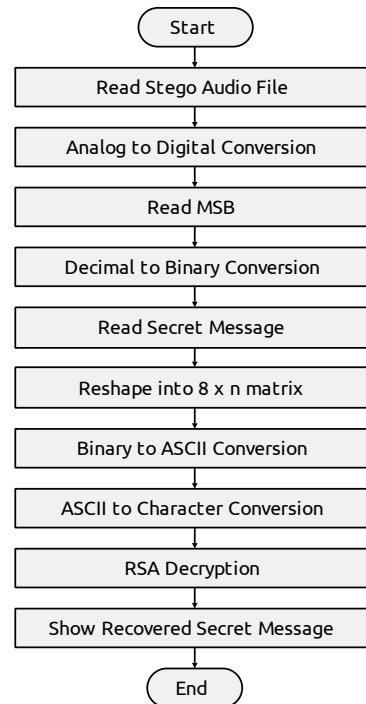 Start
Read Stego Audio File
Analog to Digital Conversion
Read MSB
Decimal to Binary Conversion
Read Secret Message
Reshape into 8 x n matrix
Binary to ASCII Conversion
ASCII to Character Conversion
RSA Decryption
Show Recovered Secret Message
End